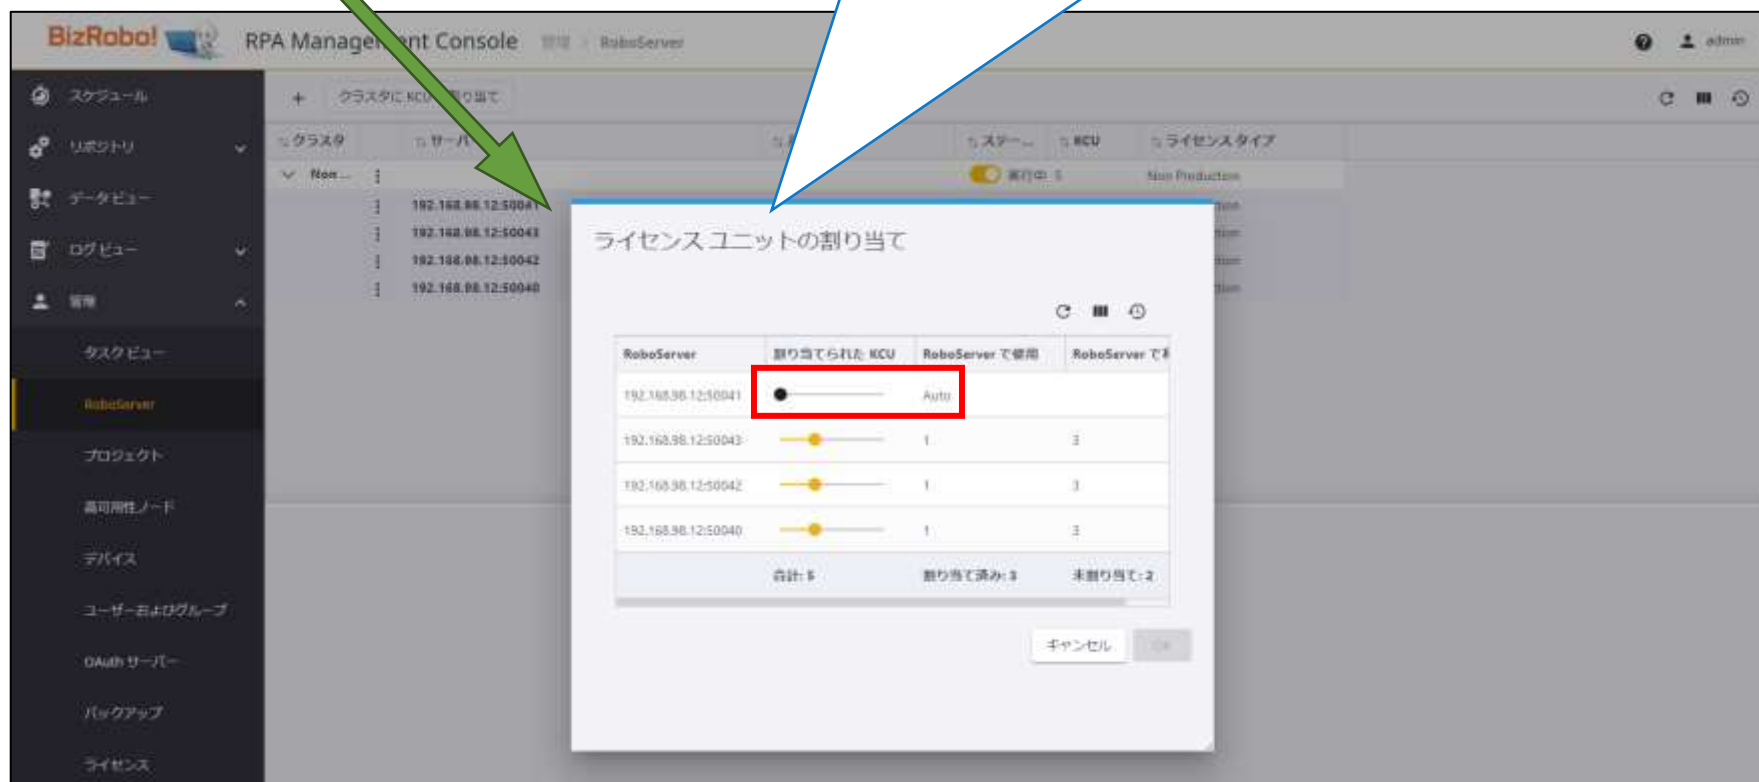 BizRobo!
RPA Management Console 管理 > RoboServer
admin
スケジュール
リポジトリ
データビュー
ログビュー
管理
タスクビュー
RoboServer
プロジェクト
高可用性ノード
デバイス
ユーザーおよびグループ
OAuth サーバー
バックアップ
ライセンス
+ クラスタに KCU 割り当て
クラスタ サーバ ステー... KCU ライセンス タイプ
Non... 実行中 5 Non Production
192.168.98.12:50041
192.168.98.12:50043
192.168.98.12:50042
192.168.98.12:50040
ライセンス ユニットの割り当て
RoboServer 割り当てられた KCU RoboServer で使用 RoboServer で
192.168.98.12:50041 Auto
192.168.98.12:50043 1 3
192.168.98.12:50042 1 3
192.168.98.12:50040 1 3
合計: 5 割り当て済み: 3 未割り当て: 2
キャンセル OK